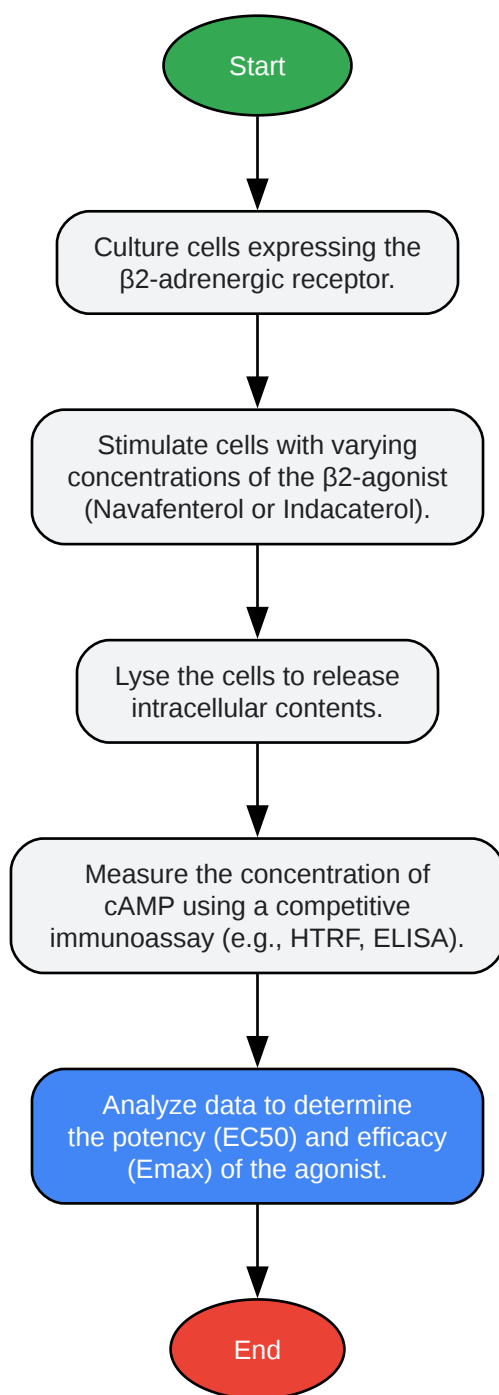 Start
Culture cells expressing the
β2-adrenergic receptor.
Stimulate cells with varying
concentrations of the β2-agonist
(Navafenterol or Indacaterol).
Lyse the cells to release
intracellular contents.
Measure the concentration of
cAMP using a competitive
immunoassay (e.g., HTRF, ELISA).
Analyze data to determine
the potency (EC50) and efficacy
(Emax) of the agonist.
End